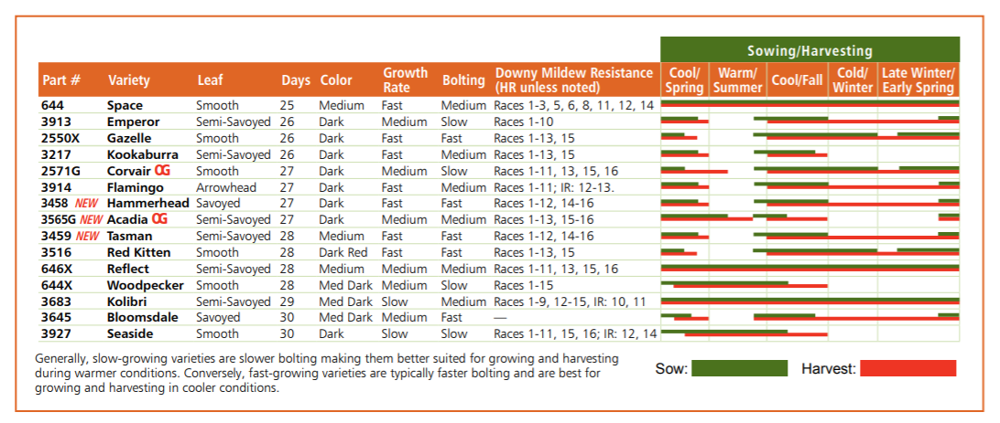 Sowing/Harvesting
Part # Variety Leaf Days Color Growth Rate Bolting Downy Mildew Resistance (HR unless noted) Cool/ Spring Warm/ Summer Cool/Fall Cold/ Winter Late Winter/ Early Spring
644 Space Smooth 25 Medium Fast Medium Races 1-3, 5, 6, 8, 11, 12, 14
3913 Emperor Semi-Savoyed 26 Dark Medium Slow Races 1-10
2550X Gazelle Smooth 26 Dark Fast Fast Races 1-13, 15
3217 Kookaburra Semi-Savoyed 26 Dark Fast Medium Races 1-13, 15
2571G Corvair OG Smooth 27 Dark Medium Slow Races 1-11, 13, 15, 16
3914 Flamingo Arrowhead 27 Dark Fast Medium Races 1-11; IR: 12-13.
3458 NEW Hammerhead Savoyed 27 Dark Fast Fast Races 1-12, 14-16
3565G NEW Acadia OG Semi-Savoyed 27 Dark Medium Medium Races 1-13, 15-16
3459 NEW Tasman Semi-Savoyed 28 Medium Fast Fast Races 1-12, 14-16
3516 Red Kitten Smooth 28 Dark Red Fast Fast Races 1-13, 15
646X Reflect Semi-Savoyed 28 Medium Medium Medium Races 1-11, 13, 15, 16
644X Woodpecker Smooth 28 Med Dark Medium Slow Races 1-15
3683 Kolibri Semi-Savoyed 29 Med Dark Slow Medium Races 1-9, 12-15, IR: 10, 11
3645 Bloomsdale Savoyed 30 Med Dark Medium Fast —
3927 Seaside Smooth 30 Dark Slow Slow Races 1-11, 15, 16; IR: 12, 14
Generally, slow-growing varieties are slower bolting making them better suited for growing and harvesting
during warmer conditions. Conversely, fast-growing varieties are typically faster bolting and are best for
growing and harvesting in cooler conditions.
Sow: Harvest: